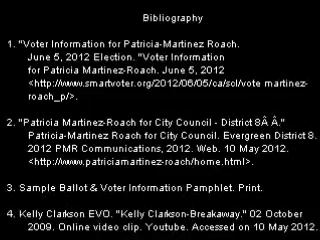 Bibliography
1. "Voter Information for Patricia-Martinez Roach.
June 5, 2012 Election. "Voter Information
for Patricia Martinez-Roach. June 5, 2012
<http://www.smartvoter.org/2012/06/05/ca/scl/vote martinez-
roach_p/>.
2. "Patricia Martinez-Roach for City Council - District 8Â Â."
Patricia-Martinez Roach for City Council. Evergreen District 8.
2012 PMR Communications, 2012. Web. 10 May 2012.
<http://www.patriciamartinez-roach/home.html>.
3. Sample Ballot & Voter Information Pamphlet. Print.
4. Kelly Clarkson EVO. "Kelly Clarkson-Breakaway." 02 October
2009. Online video clip. Youtube. Accessed on 10 May 2012.